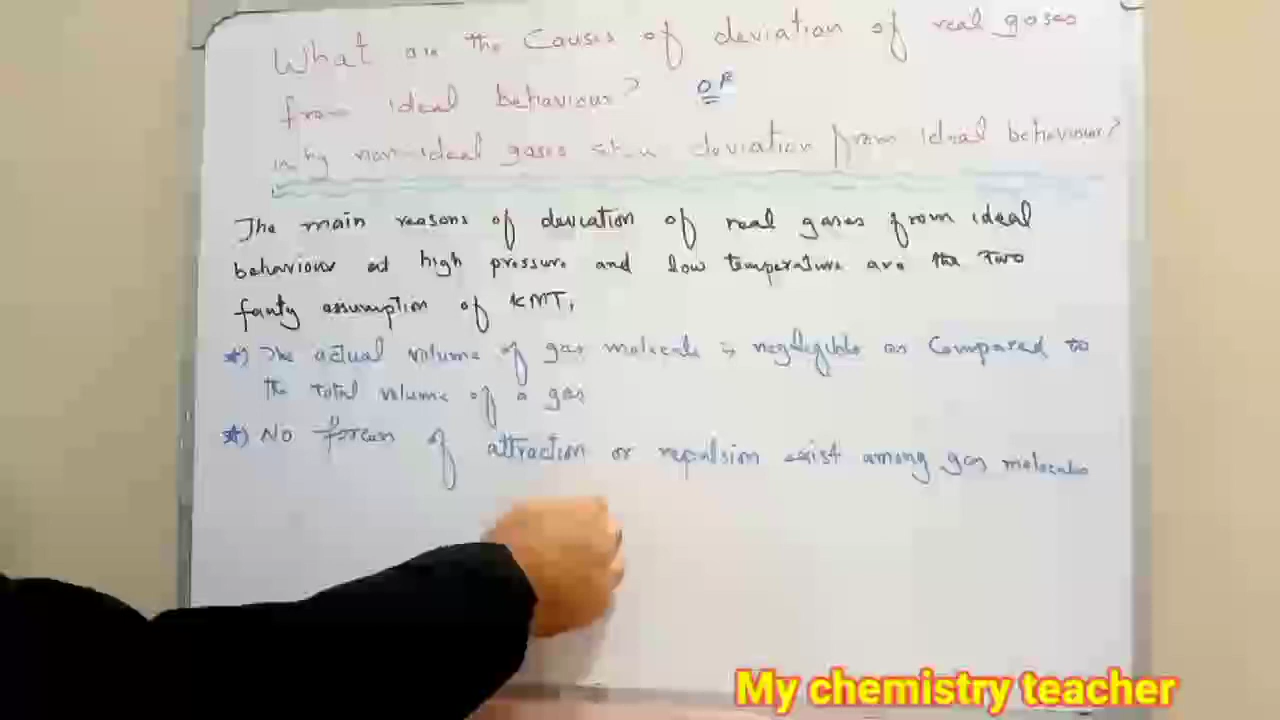 What are the Causes of deviation of real gases
from ideal behaviour? OR
non-ideal gases show deviation from ideal behaviour?
The main reasons of deviation of real gases from ideal
behaviour at high pressure and low temperature are the two
faulty assumption of KMT,
*) The actual volume of gas molecule is negligible as Compared to
the total volume of a gas
*) No forces of attraction or repulsion exist among gas molecules
My chemistry teacher